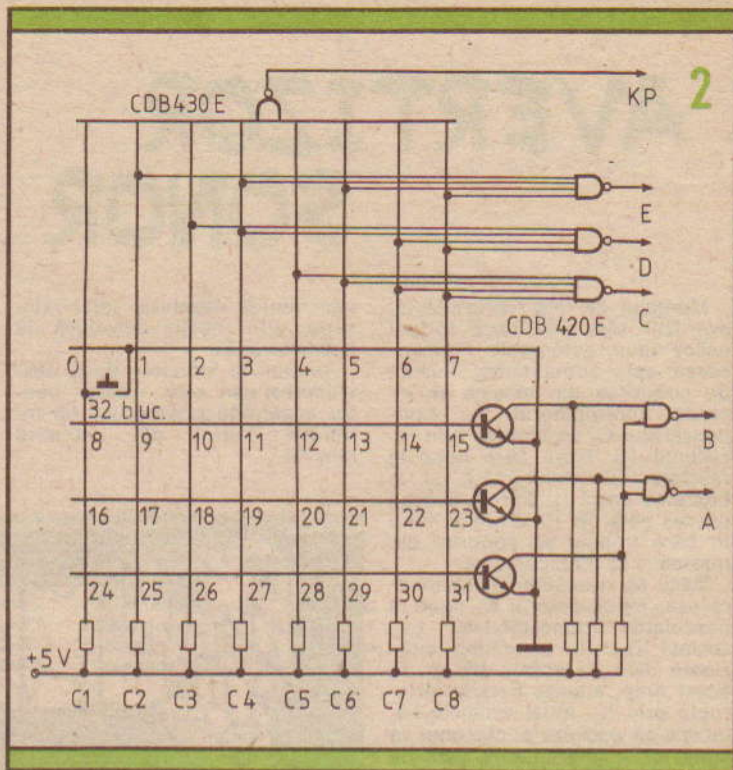 2
CDB430E
KP
E
D
C
CDB 420 E
0 1 2 3 4 5 6 7
32 buc.
8 9 10 11 12 13 14 15
B
16 17 18 19 20 21 22 23
A
24 25 26 27 28 29 30 31
+5V
C1 C2 C3 C4 C5 C6 C7 C8